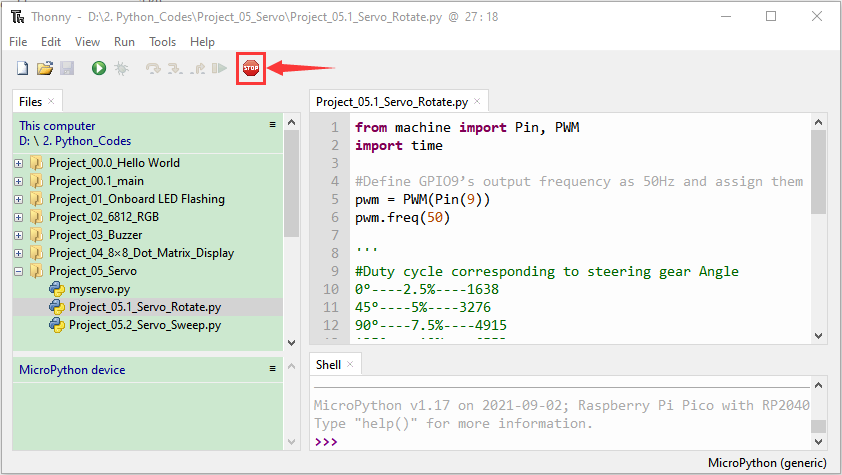 Thonny - D:\2. Python_Codes\Project_05_Servo\Project_05.1_Servo_Rotate.py @ 27 : 18
File Edit View Run Tools Help
STOP
Files
This computer
D: \ 2. Python_Codes
Project_00.0_Hello World
Project_00.1_main
Project_01_Onboard LED Flashing
Project_02_6812_RGB
Project_03_Buzzer
Project_04_8×8_Dot_Matrix_Display
Project_05_Servo
myservo.py
Project_05.1_Servo_Rotate.py
Project_05.2_Servo_Sweep.py
MicroPython device
Project_05.1_Servo_Rotate.py
1 from machine import Pin, PWM
2 import time
3
4 #Define GPIO9’s output frequency as 50Hz and assign them
5 pwm = PWM(Pin(9))
6 pwm.freq(50)
7
8 '''
9 #Duty cycle corresponding to steering gear Angle
10 0°----2.5%----1638
11 45°----5%----3276
12 90°----7.5%----4915
Shell
MicroPython v1.17 on 2021-09-02; Raspberry Pi Pico with RP2040
Type "help()" for more information.
>>>
MicroPython (generic)